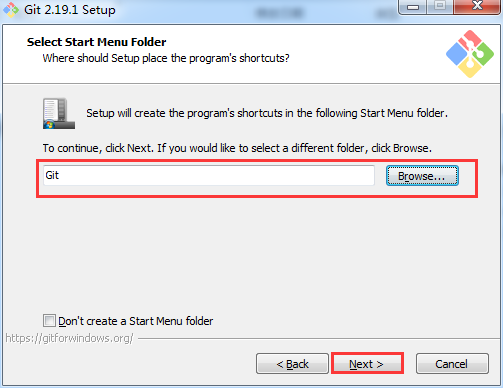 Git 2.19.1 Setup
Select Start Menu Folder
Where should Setup place the program's shortcuts?
Setup will create the program's shortcuts in the following Start Menu folder.
To continue, click Next. If you would like to select a different folder, click Browse.
Git
Browse...
Don't create a Start Menu folder
https://gitforwindows.org/
< Back
Next >
Cancel